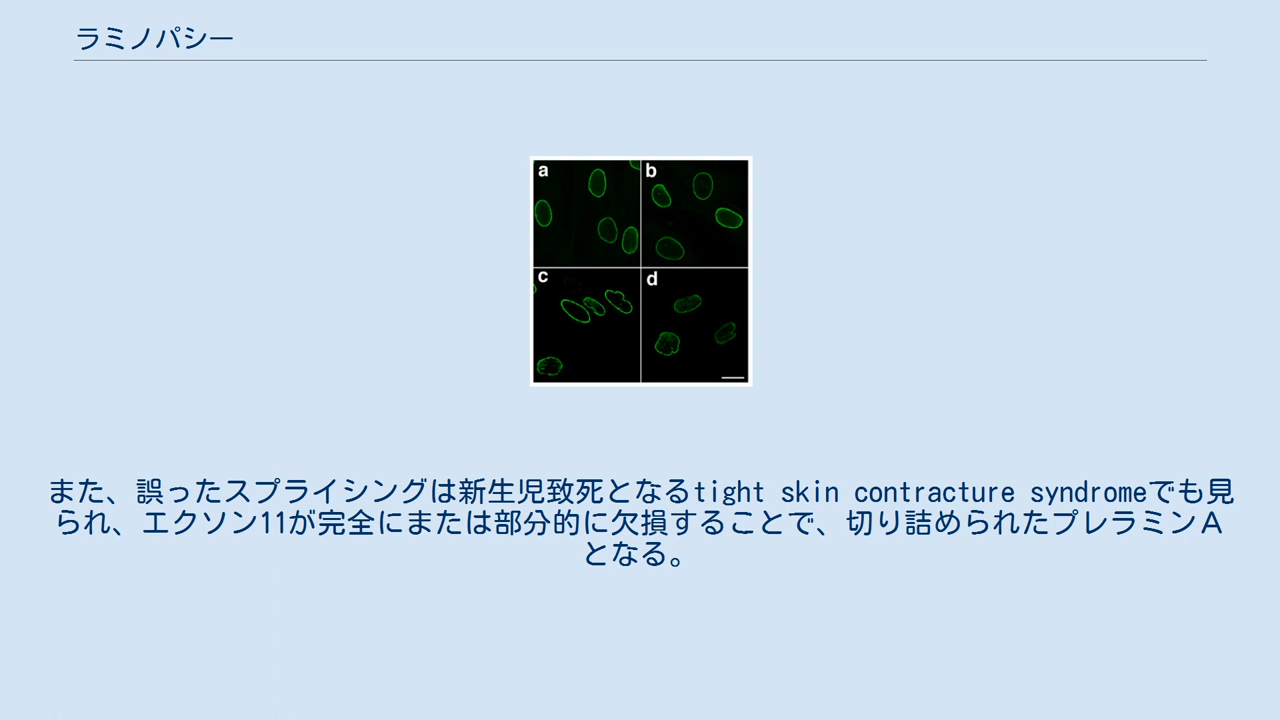 ラミノパシー
a
b
c
d
また、誤ったスプライシングは新生児致死となるtight skin contracture syndromeでも見
られ、エクソン11が完全にまたは部分的に欠損することで、切り詰められたプレラミンＡ
となる。